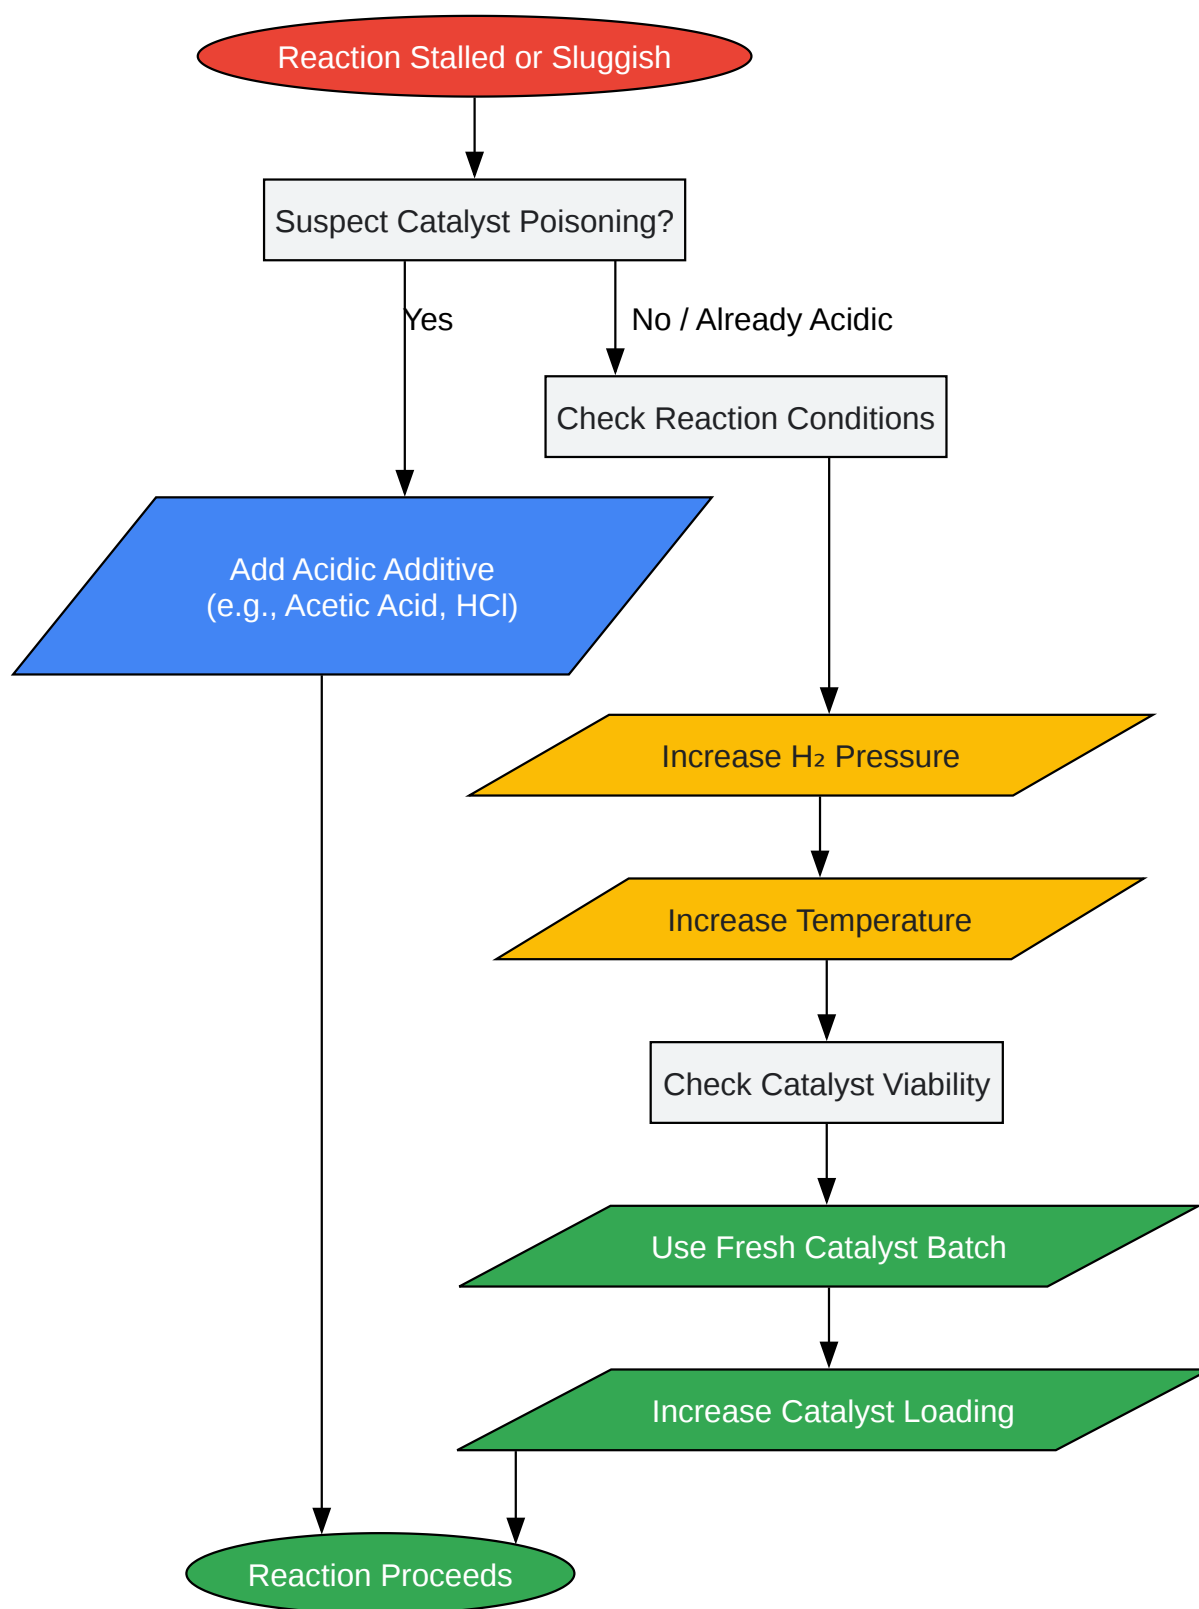 Reaction Stalled or Sluggish
Suspect Catalyst Poisoning?
Yes
No / Already Acidic
Check Reaction Conditions
Add Acidic Additive
(e.g., Acetic Acid, HCl)
Increase H₂ Pressure
Increase Temperature
Check Catalyst Viability
Use Fresh Catalyst Batch
Increase Catalyst Loading
Reaction Proceeds